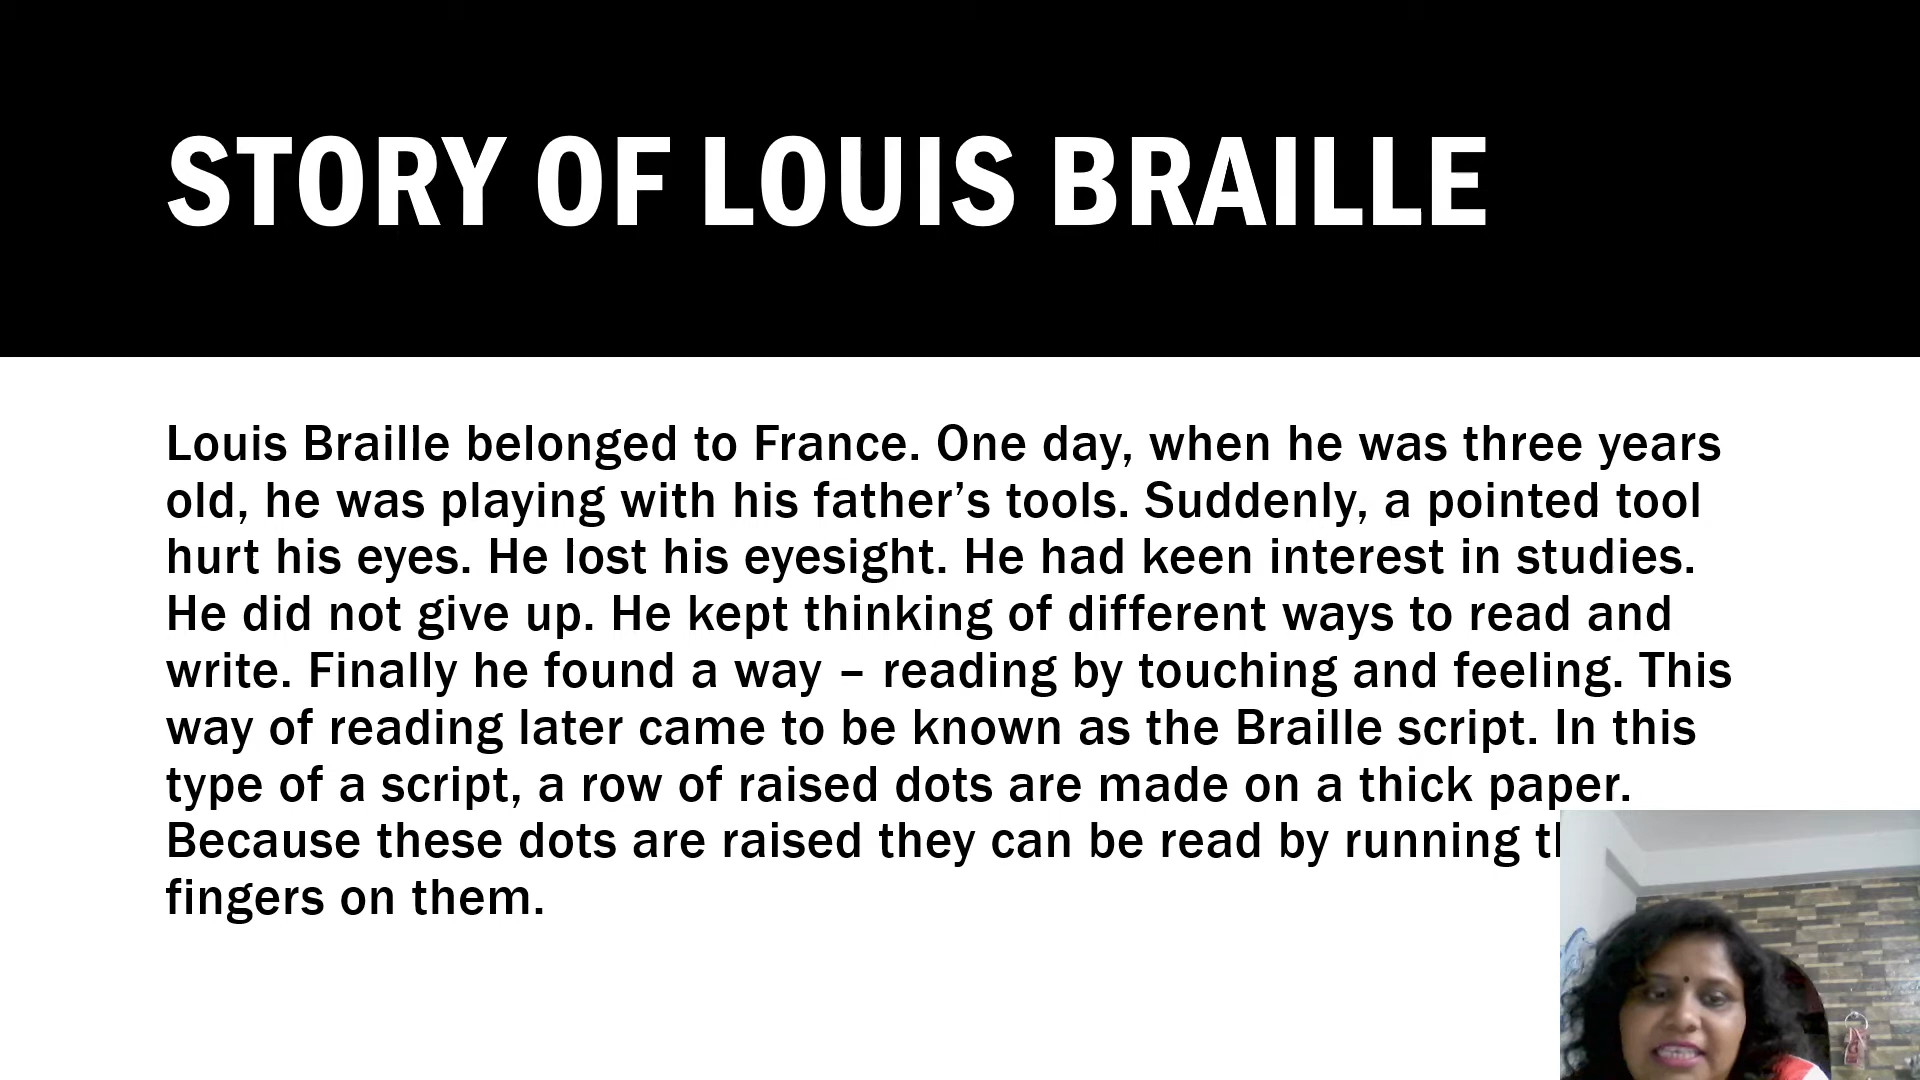 STORY OF LOUIS BRAILLE
Louis Braille belonged to France. One day, when he was three years
old, he was playing with his father’s tools. Suddenly, a pointed tool
hurt his eyes. He lost his eyesight. He had keen interest in studies.
He did not give up. He kept thinking of different ways to read and
write. Finally he found a way – reading by touching and feeling. This
way of reading later came to be known as the Braille script. In this
type of a script, a row of raised dots are made on a thick paper.
Because these dots are raised they can be read by running
fingers on them.